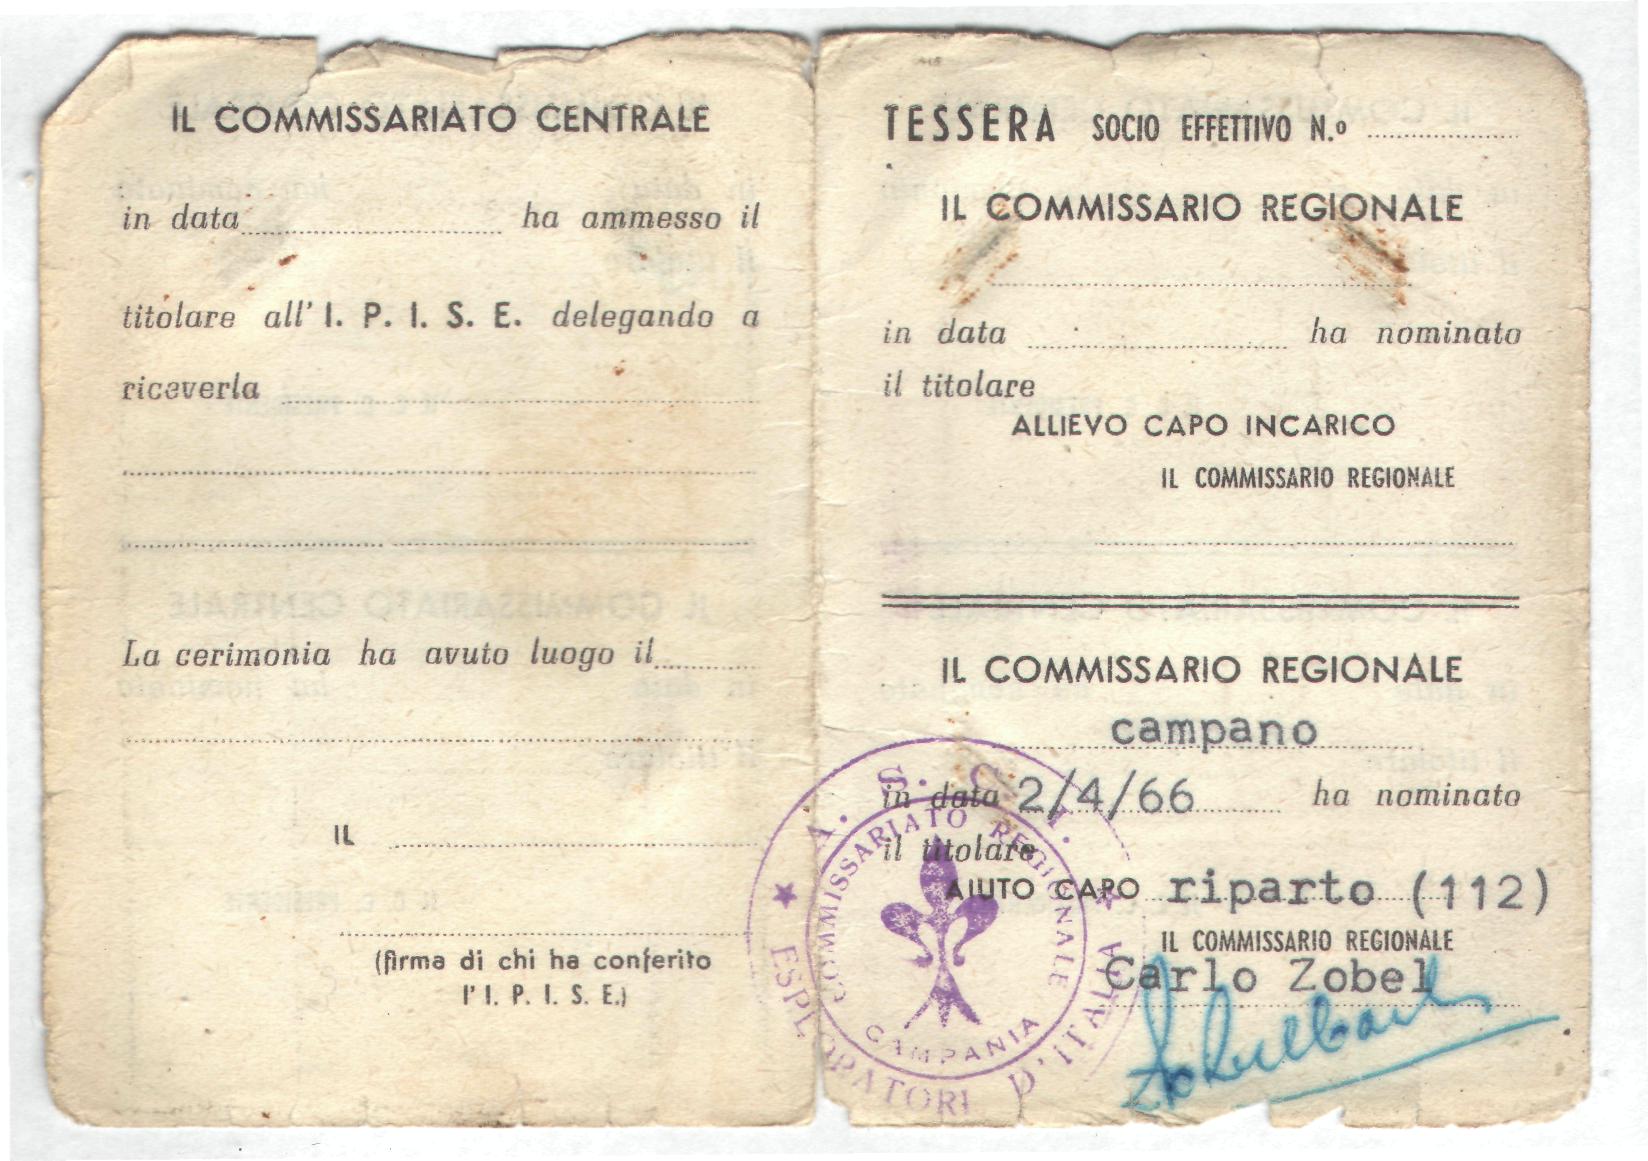 IL COMMISSARIATO CENTRALE
in data ha ammesso il
titolare all' I. P. I. S. E. delegando a
riceverla
La cerimonia ha avuto luogo il
IL
(firma di chi ha conferito
l' I. P. I. S. E.)
TESSERA SOCIO EFFETTIVO N.º
IL COMMISSARIO REGIONALE
in data ha nominato
il titolare
ALLIEVO CAPO INCARICO
IL COMMISSARIO REGIONALE
IL COMMISSARIO REGIONALE
campano
in data 2/4/66 ha nominato
il titolare
AIUTO CAPO riparto (112)
IL COMMISSARIO REGIONALE
Carlo Zobel
A. S. C. I.
ESPLORATORI D'ITALIA
COMMISSARIATO REGIONALE
CAMPANIA